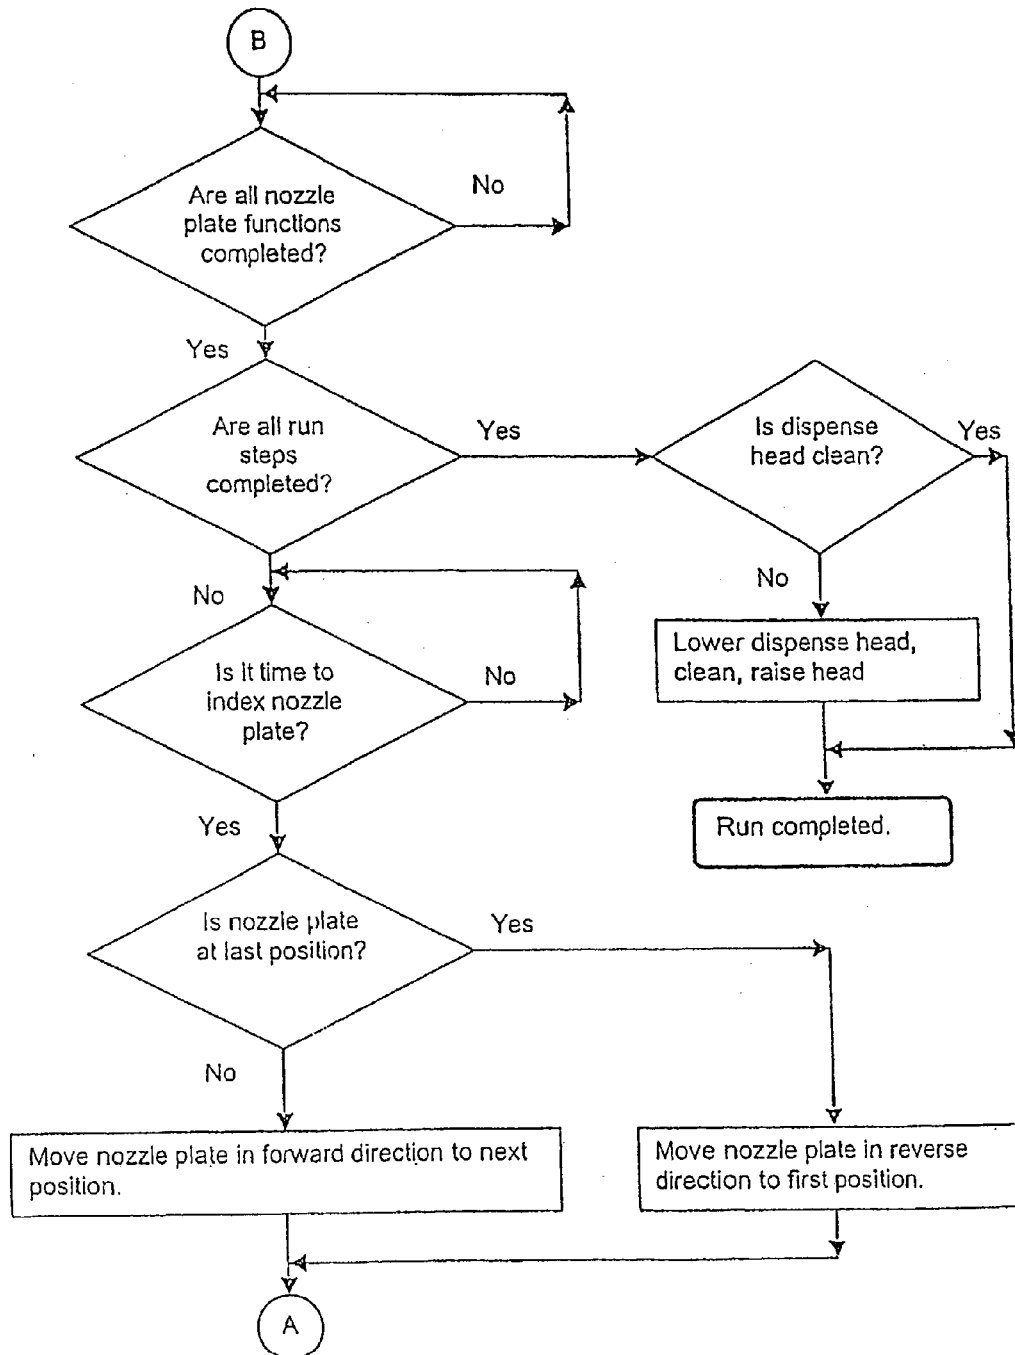 B
Are all nozzle
plate functions
completed?
No
Yes
Are all run
steps
completed?
Yes
Is dispense
head clean?
Yes
No
No
Lower dispense head,
clean, raise head
Is it time to
index nozzle
plate?
No
Run completed.
Yes
Is nozzle plate
at last position?
Yes
No
Move nozzle plate in forward direction to next
position.
Move nozzle plate in reverse
direction to first position.
A